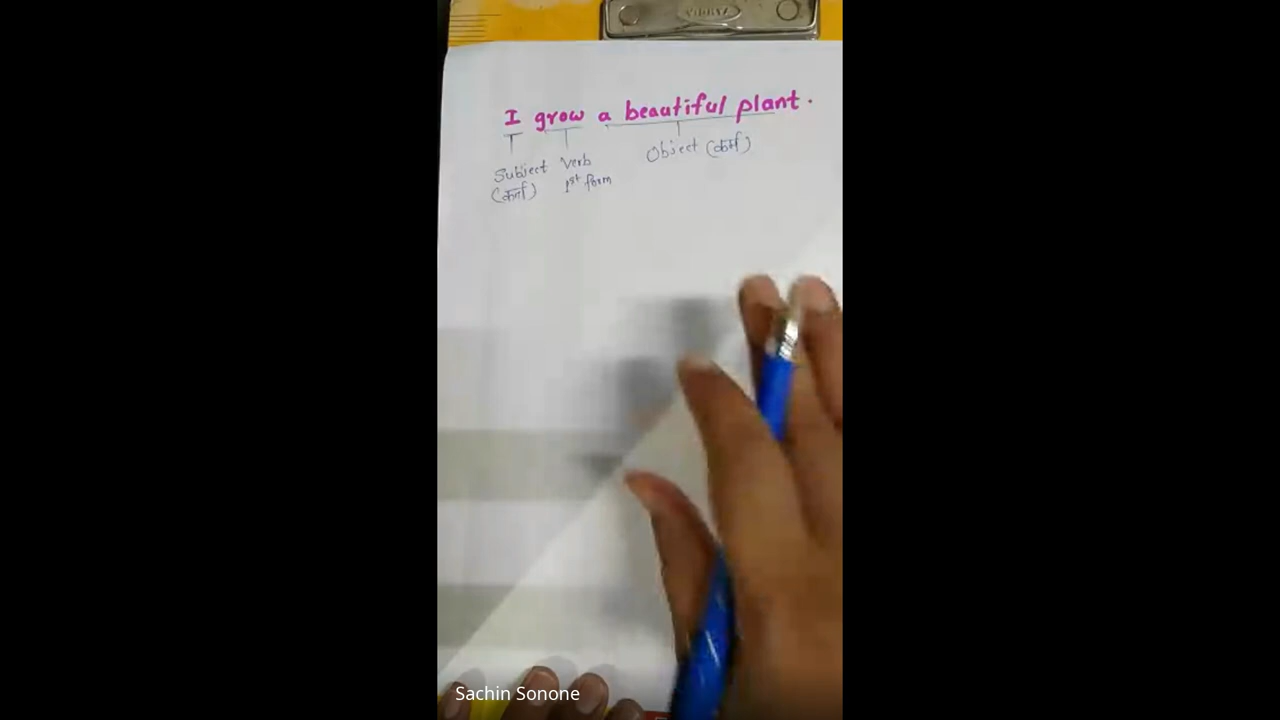 I grow a beautiful plant.
Subject Verb Object (कर्म)
(कर्ता) 1st form
Sachin Sonone